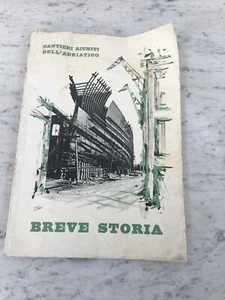 CANTIERI RIUNITI
DELL'ADRIATICO
BREVE STORIA